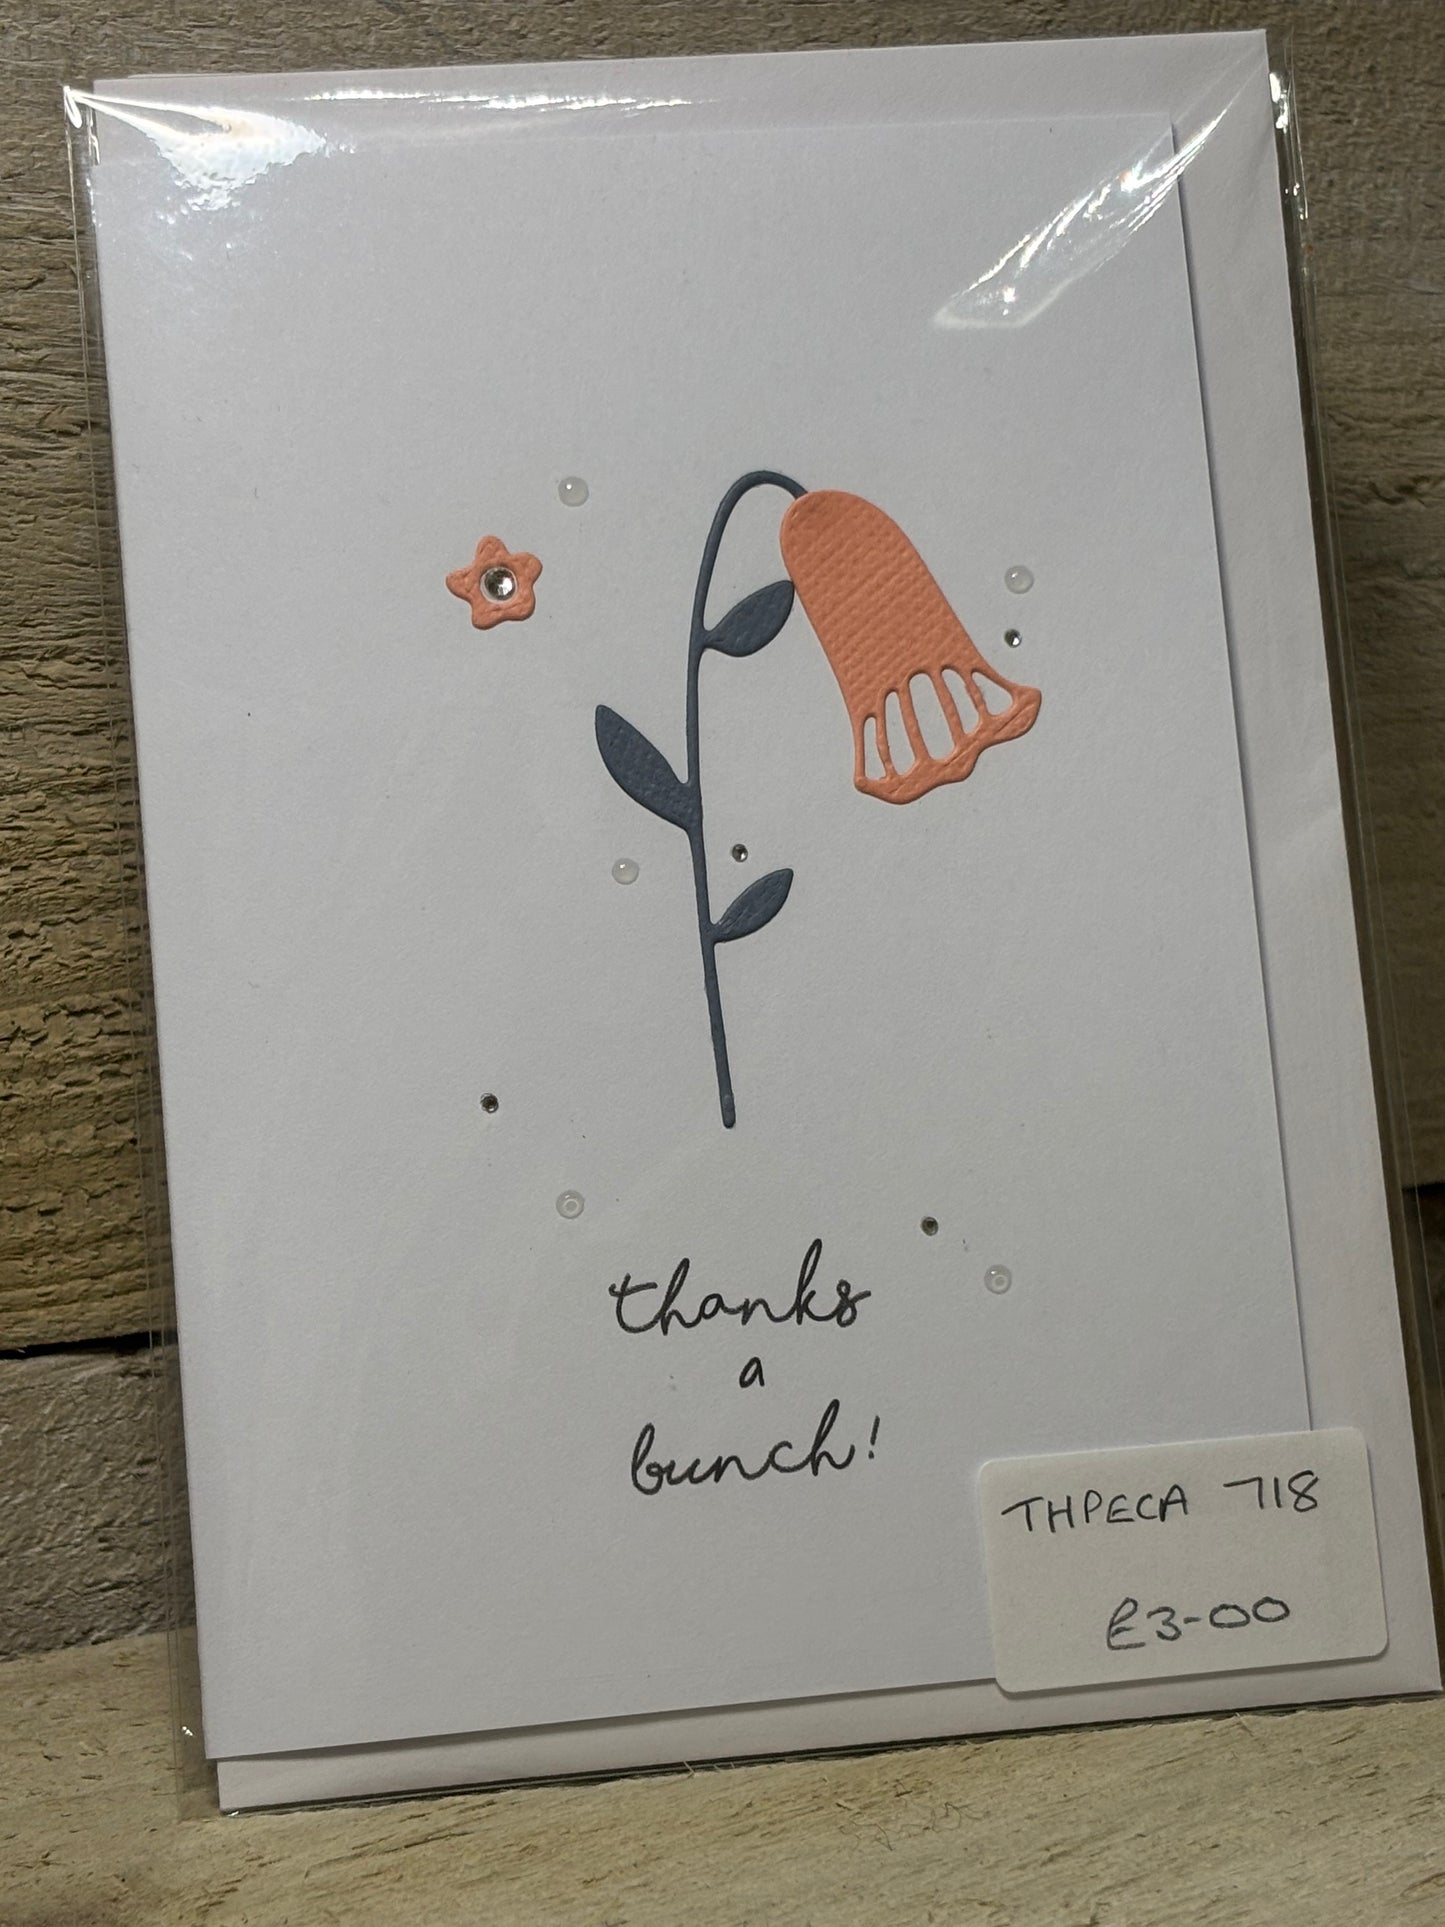 thanks
a
bunch!
THPECA 718
£3-00